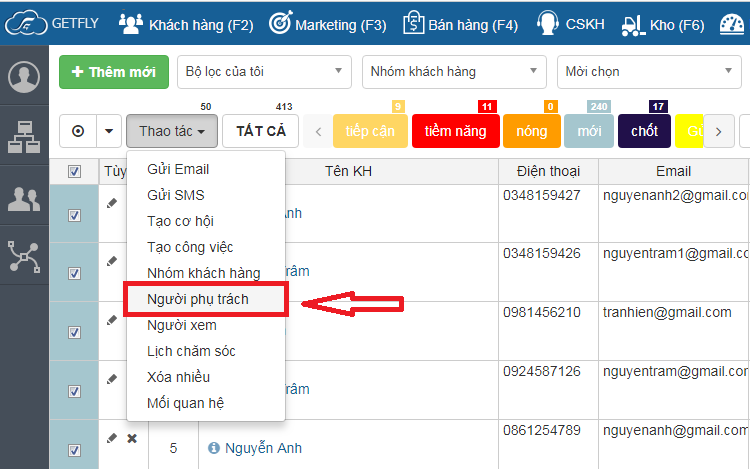 GETFLY Khách hàng (F2) Marketing (F3) Bán hàng (F4) CSKH Kho (F6)
Thêm mới Bộ lọc của tôi Nhóm khách hàng Mời chọn
50 413 9 11 0 240 17
Thao tác TẤT CẢ tiếp cận tiềm năng nóng mới chốt
Tùy Tên KH Điện thoại Email
Gửi Email
Gửi SMS
Tạo cơ hội
Tạo công việc
Nhóm khách hàng
Người phụ trách
Người xem
Lịch chăm sóc
Xóa nhiều
Mối quan hệ
Anh 0348159427 nguyenanh2@gmail.co
râm 0348159426 nguyentram1@gmail.co
0981456210 tranhien@gmail.com
râm 0924587126 nguyentram@gmail.co
5 Nguyễn Anh 0861254789 nguyenanh@gmail.com